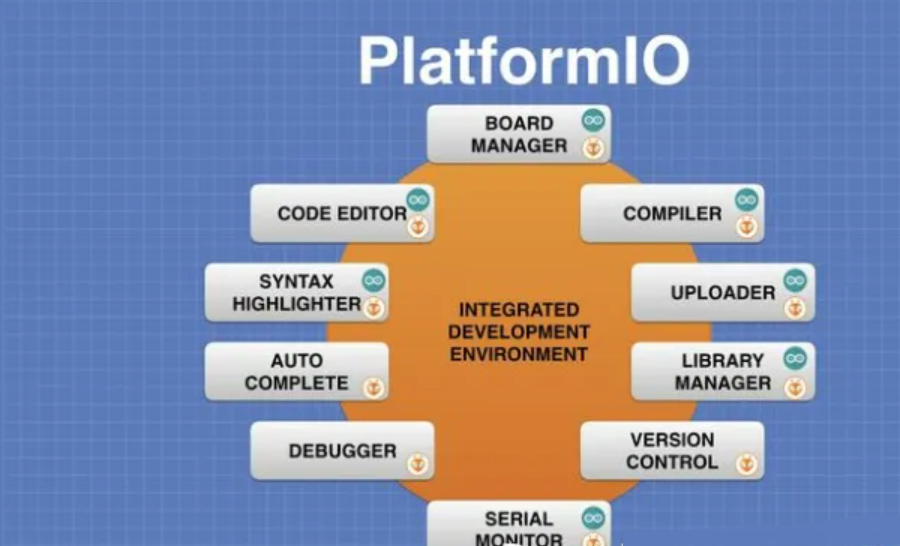 PlatformIO
BOARD
MANAGER
CODE EDITOR
COMPILER
SYNTAX
HIGHLIGHTER
UPLOADER
INTEGRATED
DEVELOPMENT
ENVIRONMENT
AUTO
COMPLETE
LIBRARY
MANAGER
DEBUGGER
VERSION
CONTROL
SERIAL
MONITOR